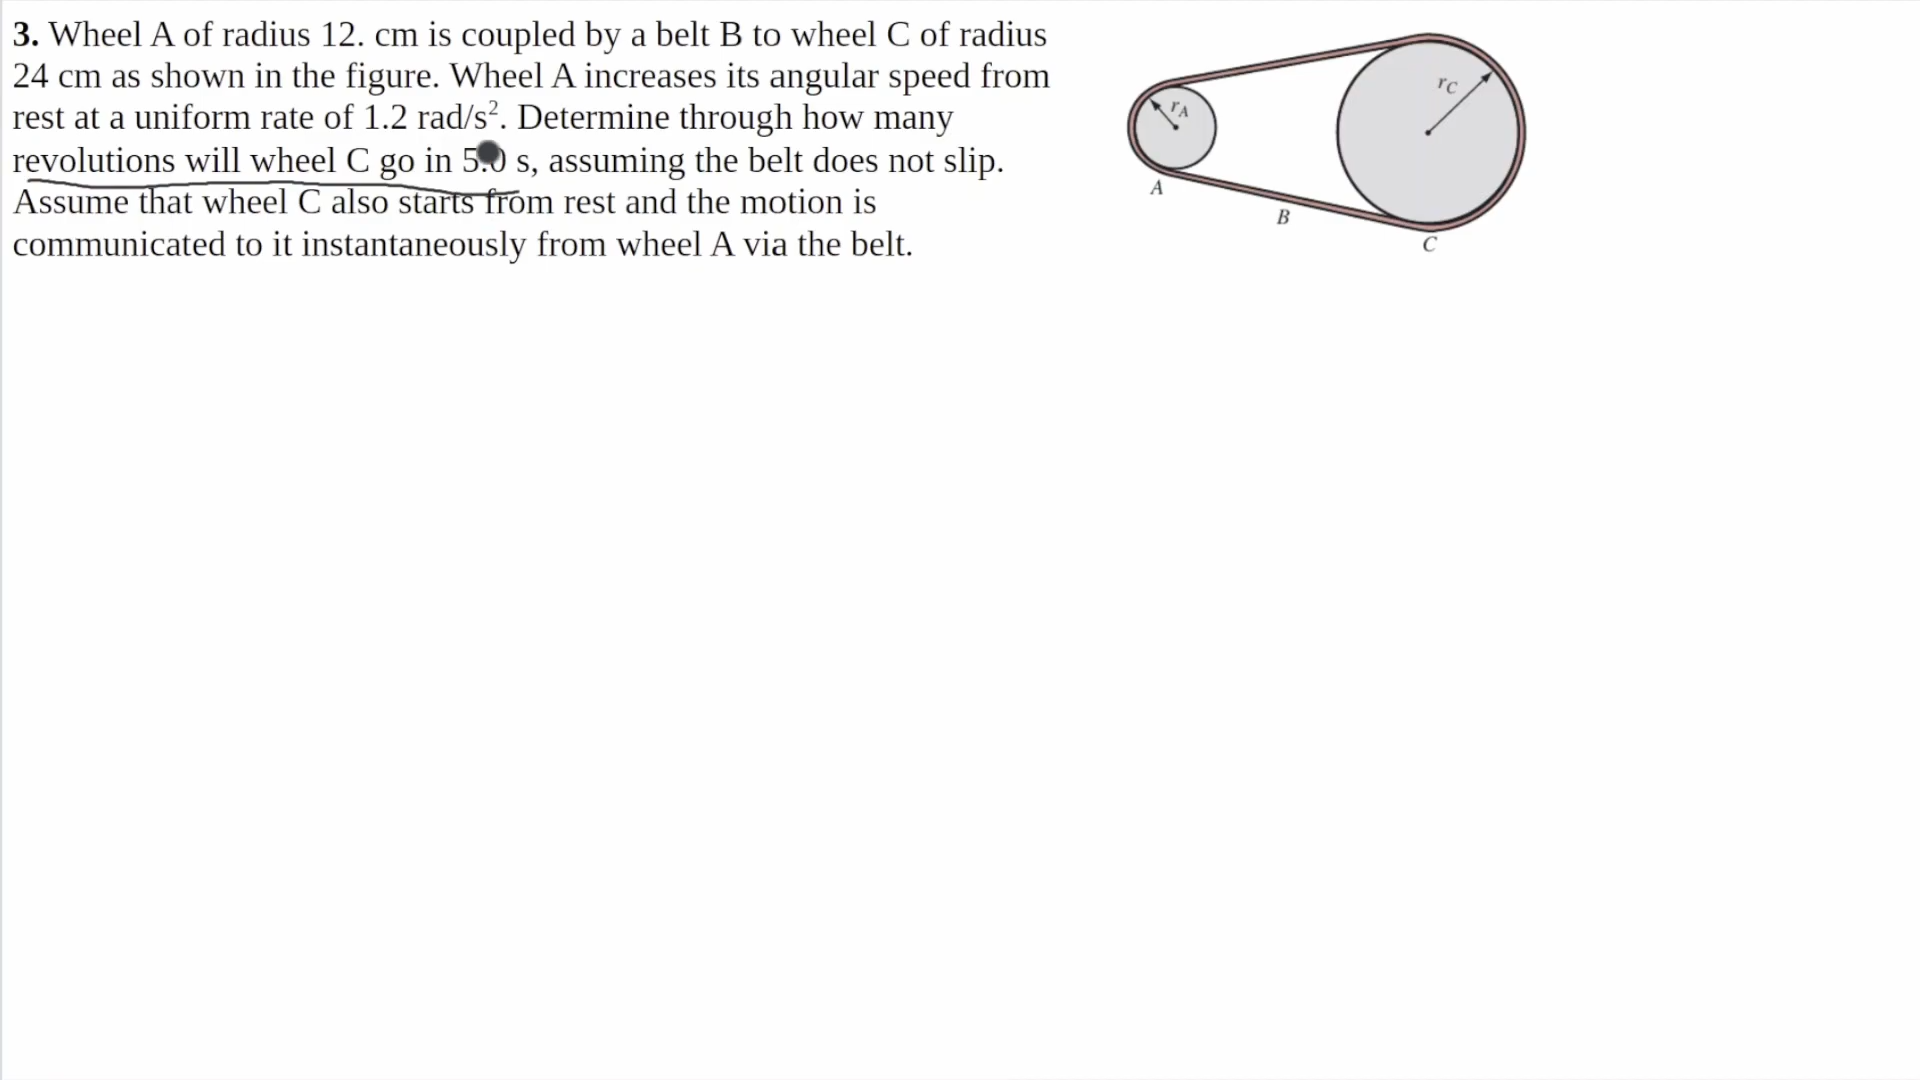 3. Wheel A of radius 12. cm is coupled by a belt B to wheel C of radius
24 cm as shown in the figure. Wheel A increases its angular speed from
rest at a uniform rate of 1.2 rad/s². Determine through how many
revolutions will wheel C go in 5.0 s, assuming the belt does not slip.
Assume that wheel C also starts from rest and the motion is
communicated to it instantaneously from wheel A via the belt.
rC
rA
A
B
C